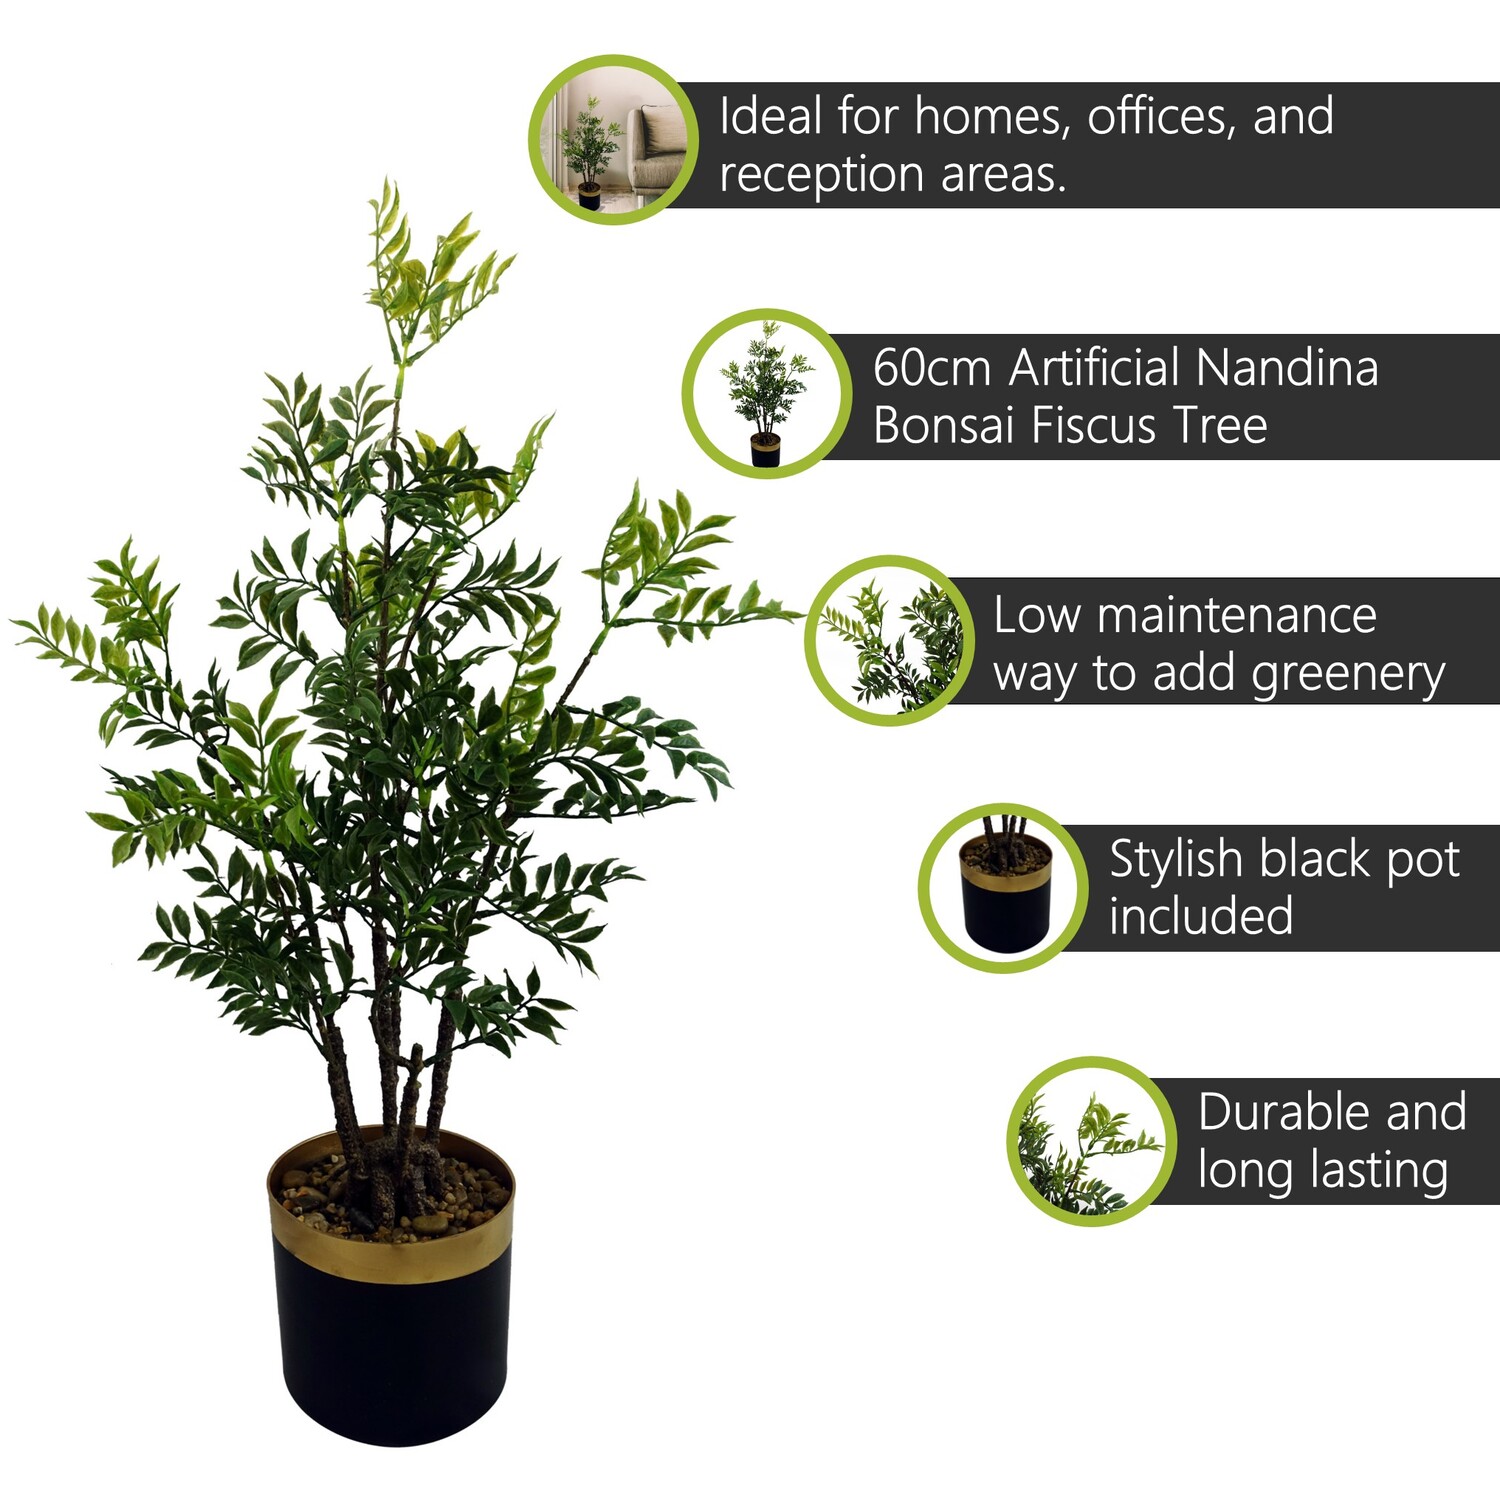 Ideal for homes, offices, and
reception areas.
60cm Artificial Nandina
Bonsai Fiscus Tree
Low maintenance
way to add greenery
Stylish black pot
included
Durable and
long lasting